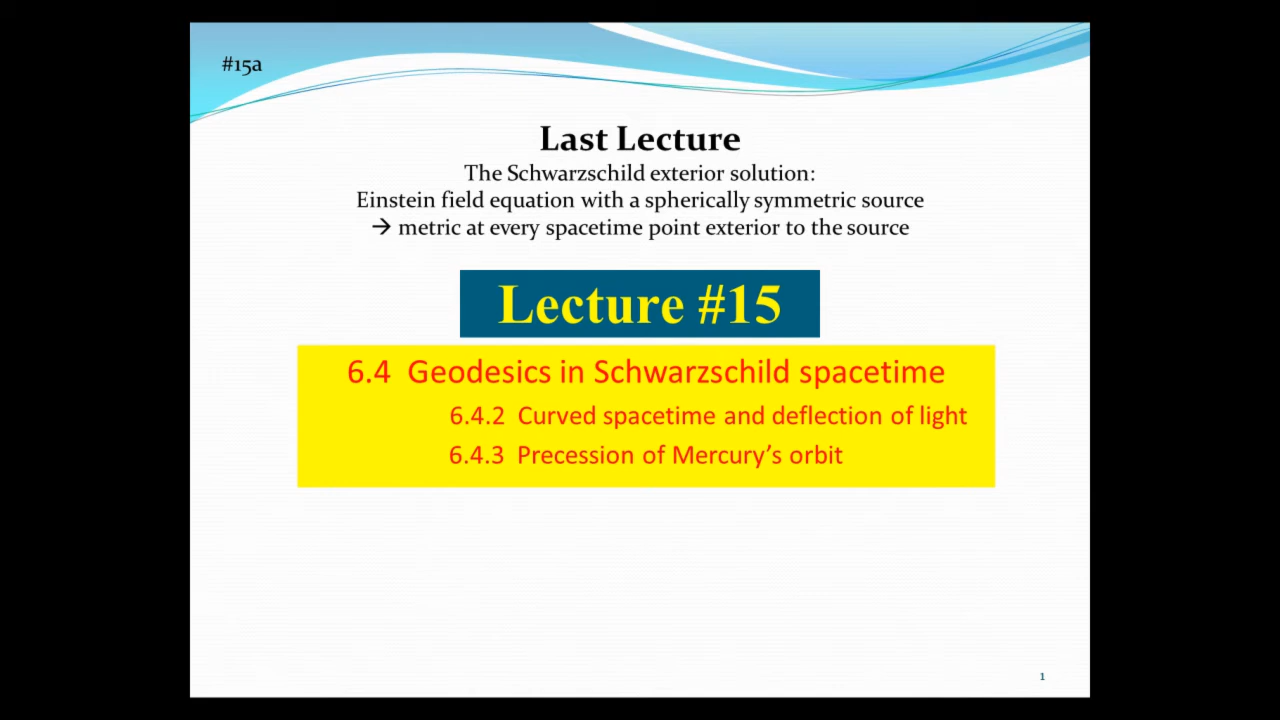 #15a
Last Lecture
The Schwarzschild exterior solution:
Einstein field equation with a spherically symmetric source
→ metric at every spacetime point exterior to the source
Lecture #15
6.4 Geodesics in Schwarzschild spacetime
6.4.2 Curved spacetime and deflection of light
6.4.3 Precession of Mercury’s orbit
1